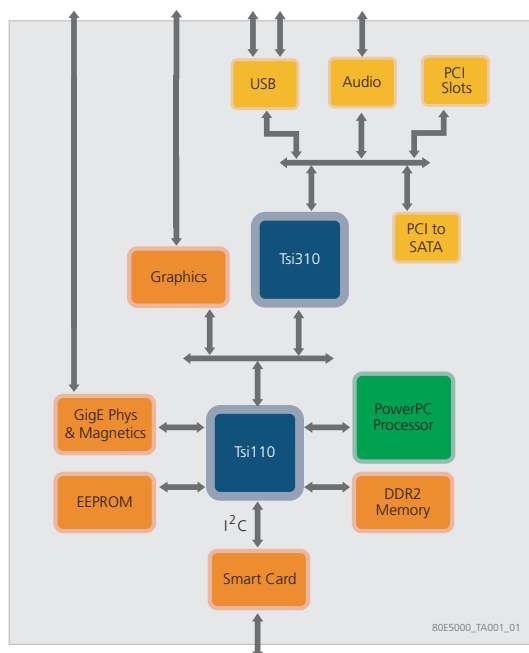 USB
Audio
PCI
Slots
Tsi310
PCI to
SATA
Graphics
GigE Phys
& Magnetics
Tsi110
PowerPC
Processor
EEPROM
DDR2
Memory
I²C
Smart Card
80E5000_TA001_01